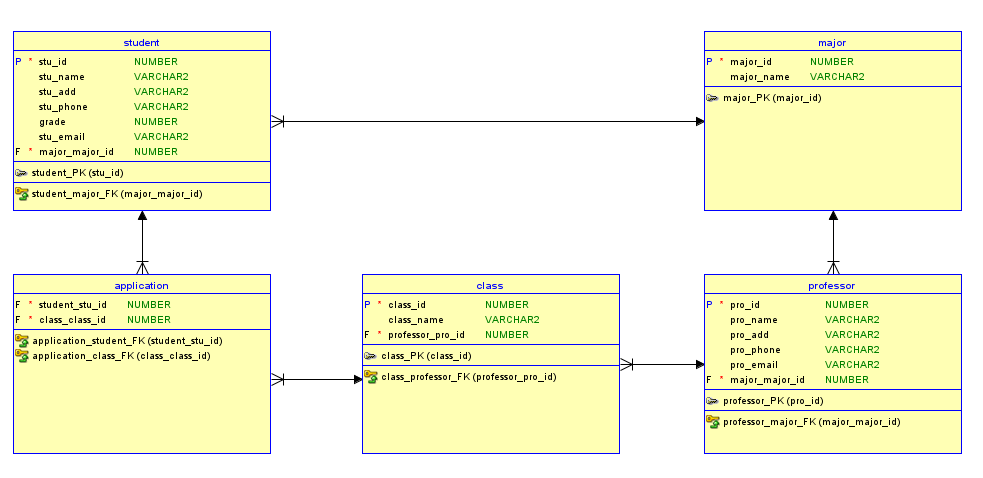 student
P * stu_id NUMBER
stu_name VARCHAR2
stu_add VARCHAR2
stu_phone VARCHAR2
grade NUMBER
stu_email VARCHAR2
F * major_major_id NUMBER
student_PK (stu_id)
student_major_FK (major_major_id)
major
P * major_id NUMBER
major_name VARCHAR2
major_PK (major_id)
application
F * student_stu_id NUMBER
F * class_class_id NUMBER
application_student_FK (student_stu_id)
application_class_FK (class_class_id)
class
P * class_id NUMBER
class_name VARCHAR2
F * professor_pro_id NUMBER
class_PK (class_id)
class_professor_FK (professor_pro_id)
professor
P * pro_id NUMBER
pro_name VARCHAR2
pro_add VARCHAR2
pro_phone VARCHAR2
pro_email VARCHAR2
F * major_major_id NUMBER
professor_PK (pro_id)
professor_major_FK (major_major_id)